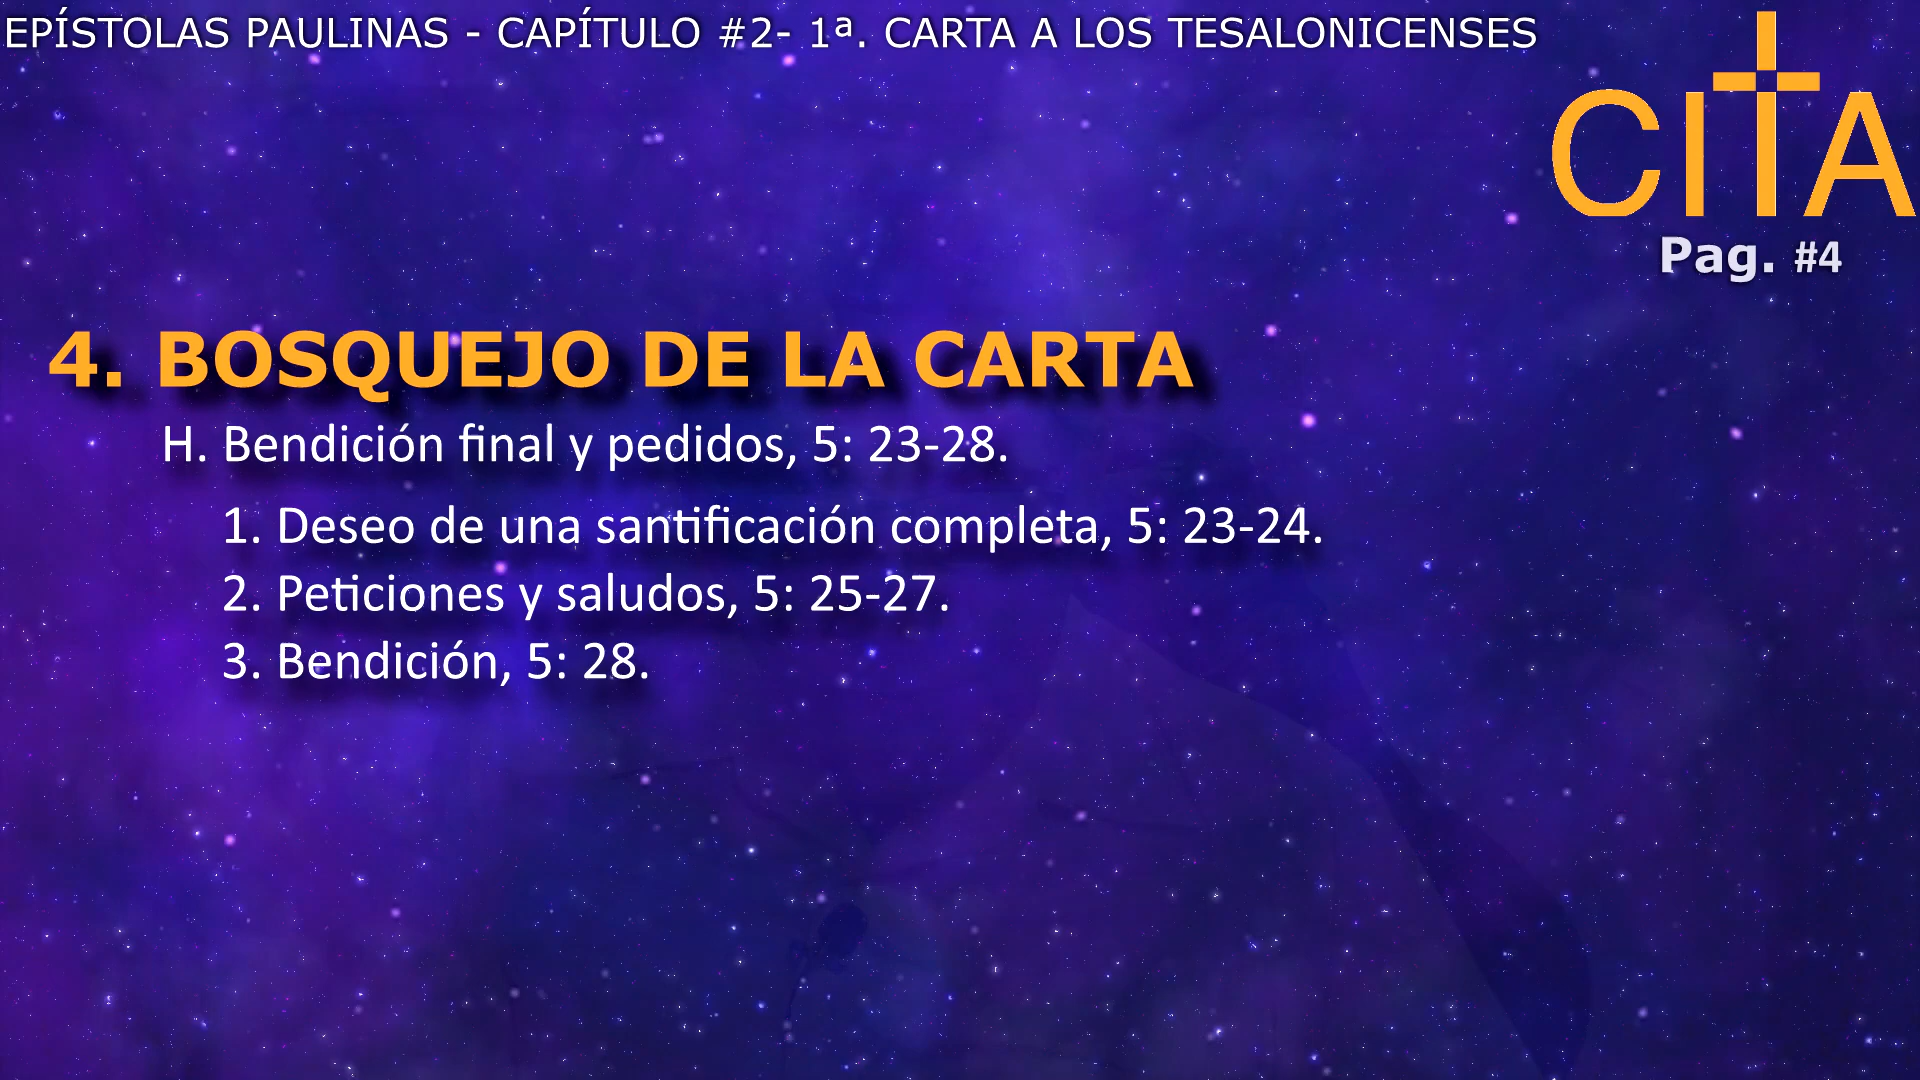 EPÍSTOLAS PAULINAS - CAPÍTULO #2- 1ª. CARTA A LOS TESALONICENSES
CITA
Pag. #4
4. BOSQUEJO DE LA CARTA
H. Bendición final y pedidos, 5: 23-28.
1. Deseo de una santificación completa, 5: 23-24.
2. Peticiones y saludos, 5: 25-27.
3. Bendición, 5: 28.